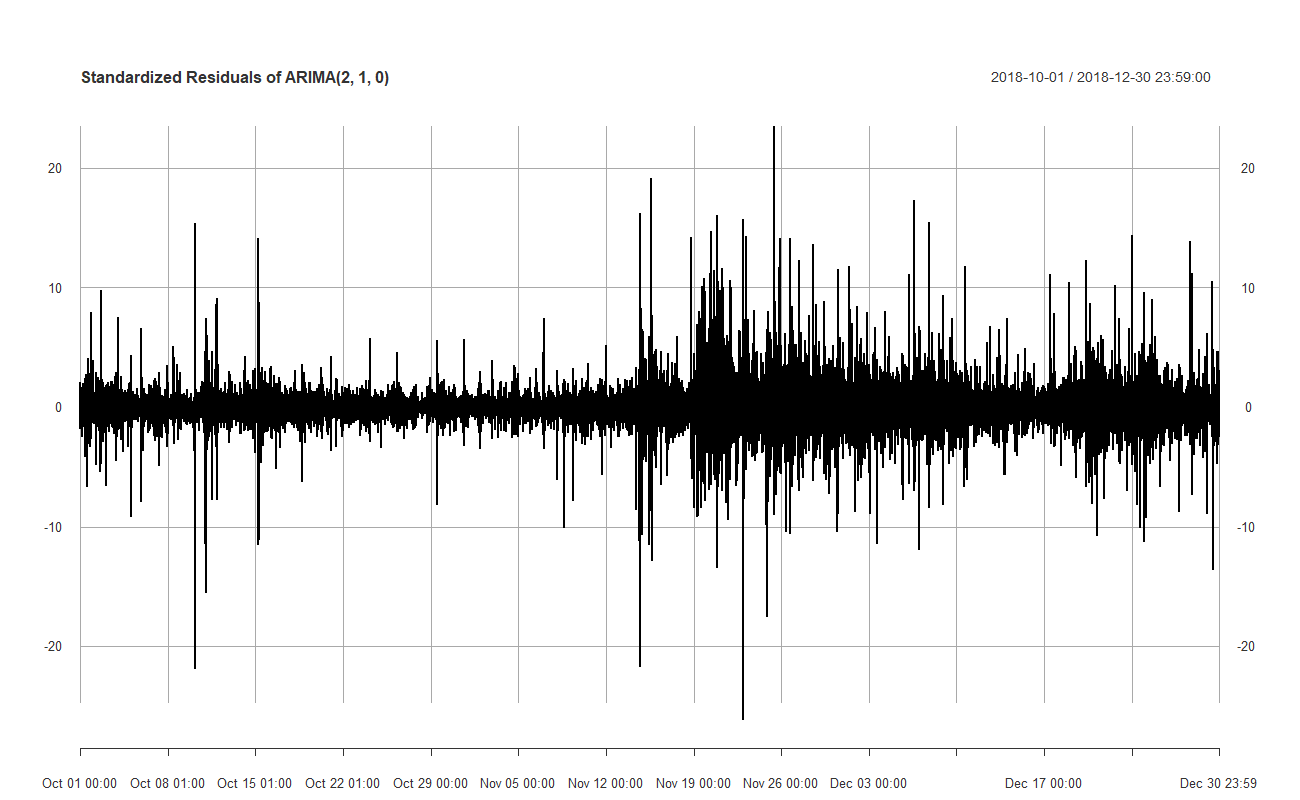 Standardized Residuals of ARIMA(2, 1, 0) 2018-10-01 / 2018-12-30 23:59:00
20 20
10 10
0 0
-10 -10
-20 -20
Oct 01 00:00 Oct 08 01:00 Oct 15 01:00 Oct 22 01:00 Oct 29 00:00 Nov 05 00:00 Nov 12 00:00 Nov 19 00:00 Nov 26 00:00 Dec 03 00:00 Dec 17 00:00 Dec 30 23:59